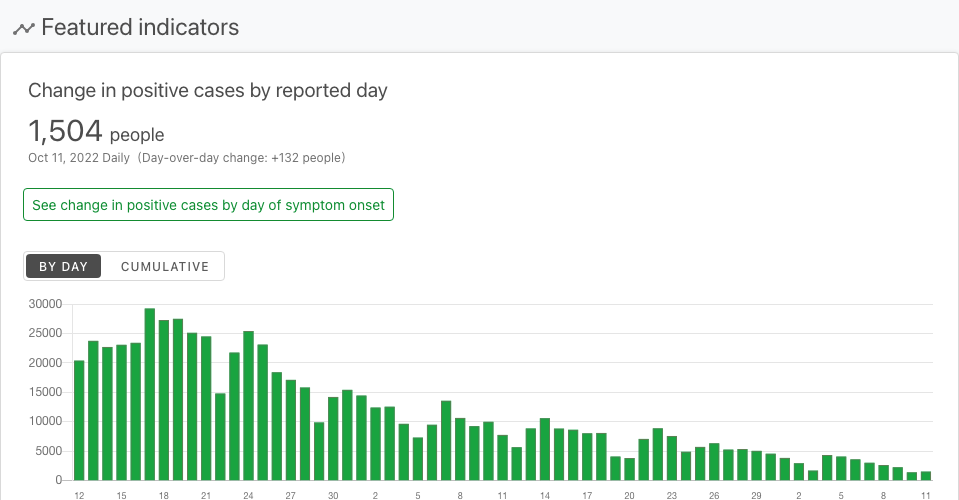 Featured indicators
Change in positive cases by reported day
1,504 people
Oct 11, 2022 Daily (Day-over-day change: +132 people)
See change in positive cases by day of symptom onset
BY DAY CUMULATIVE
30000
25000
20000
15000
10000
5000
0
12 15 18 21 24 27 30 2 5 8 11 14 17 20 23 26 29 2 5 8 11